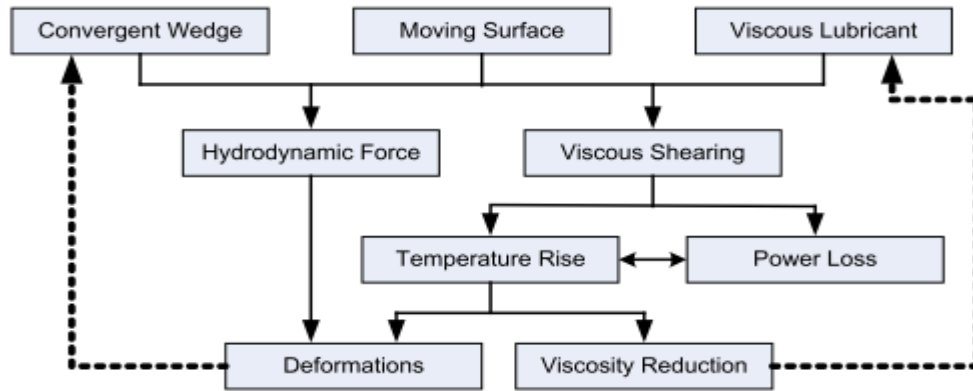 Convergent Wedge
Moving Surface
Viscous Lubricant
Hydrodynamic Force
Viscous Shearing
Temperature Rise
Power Loss
Deformations
Viscosity Reduction